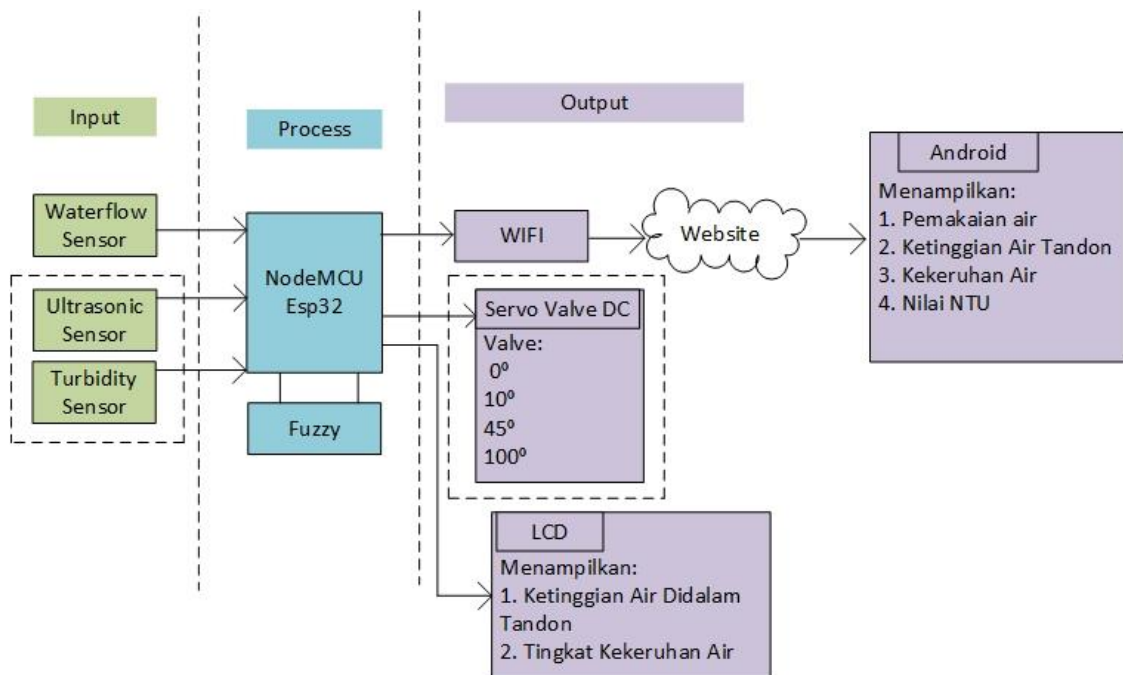 Input
Process
Output
Waterflow
Sensor
Ultrasonic
Sensor
Turbidity
Sensor
NodeMCU
Esp32
Fuzzy
WIFI
Website
Android
Menampilkan:
1. Pemakaian air
2. Ketinggian Air Tandon
3. Kekeruhan Air
4. Nilai NTU
Servo Valve DC
Valve:
0⁰
10⁰
45⁰
100⁰
LCD
Menampilkan:
1. Ketinggian Air Didalam
Tandon
2. Tingkat Kekeruhan Air